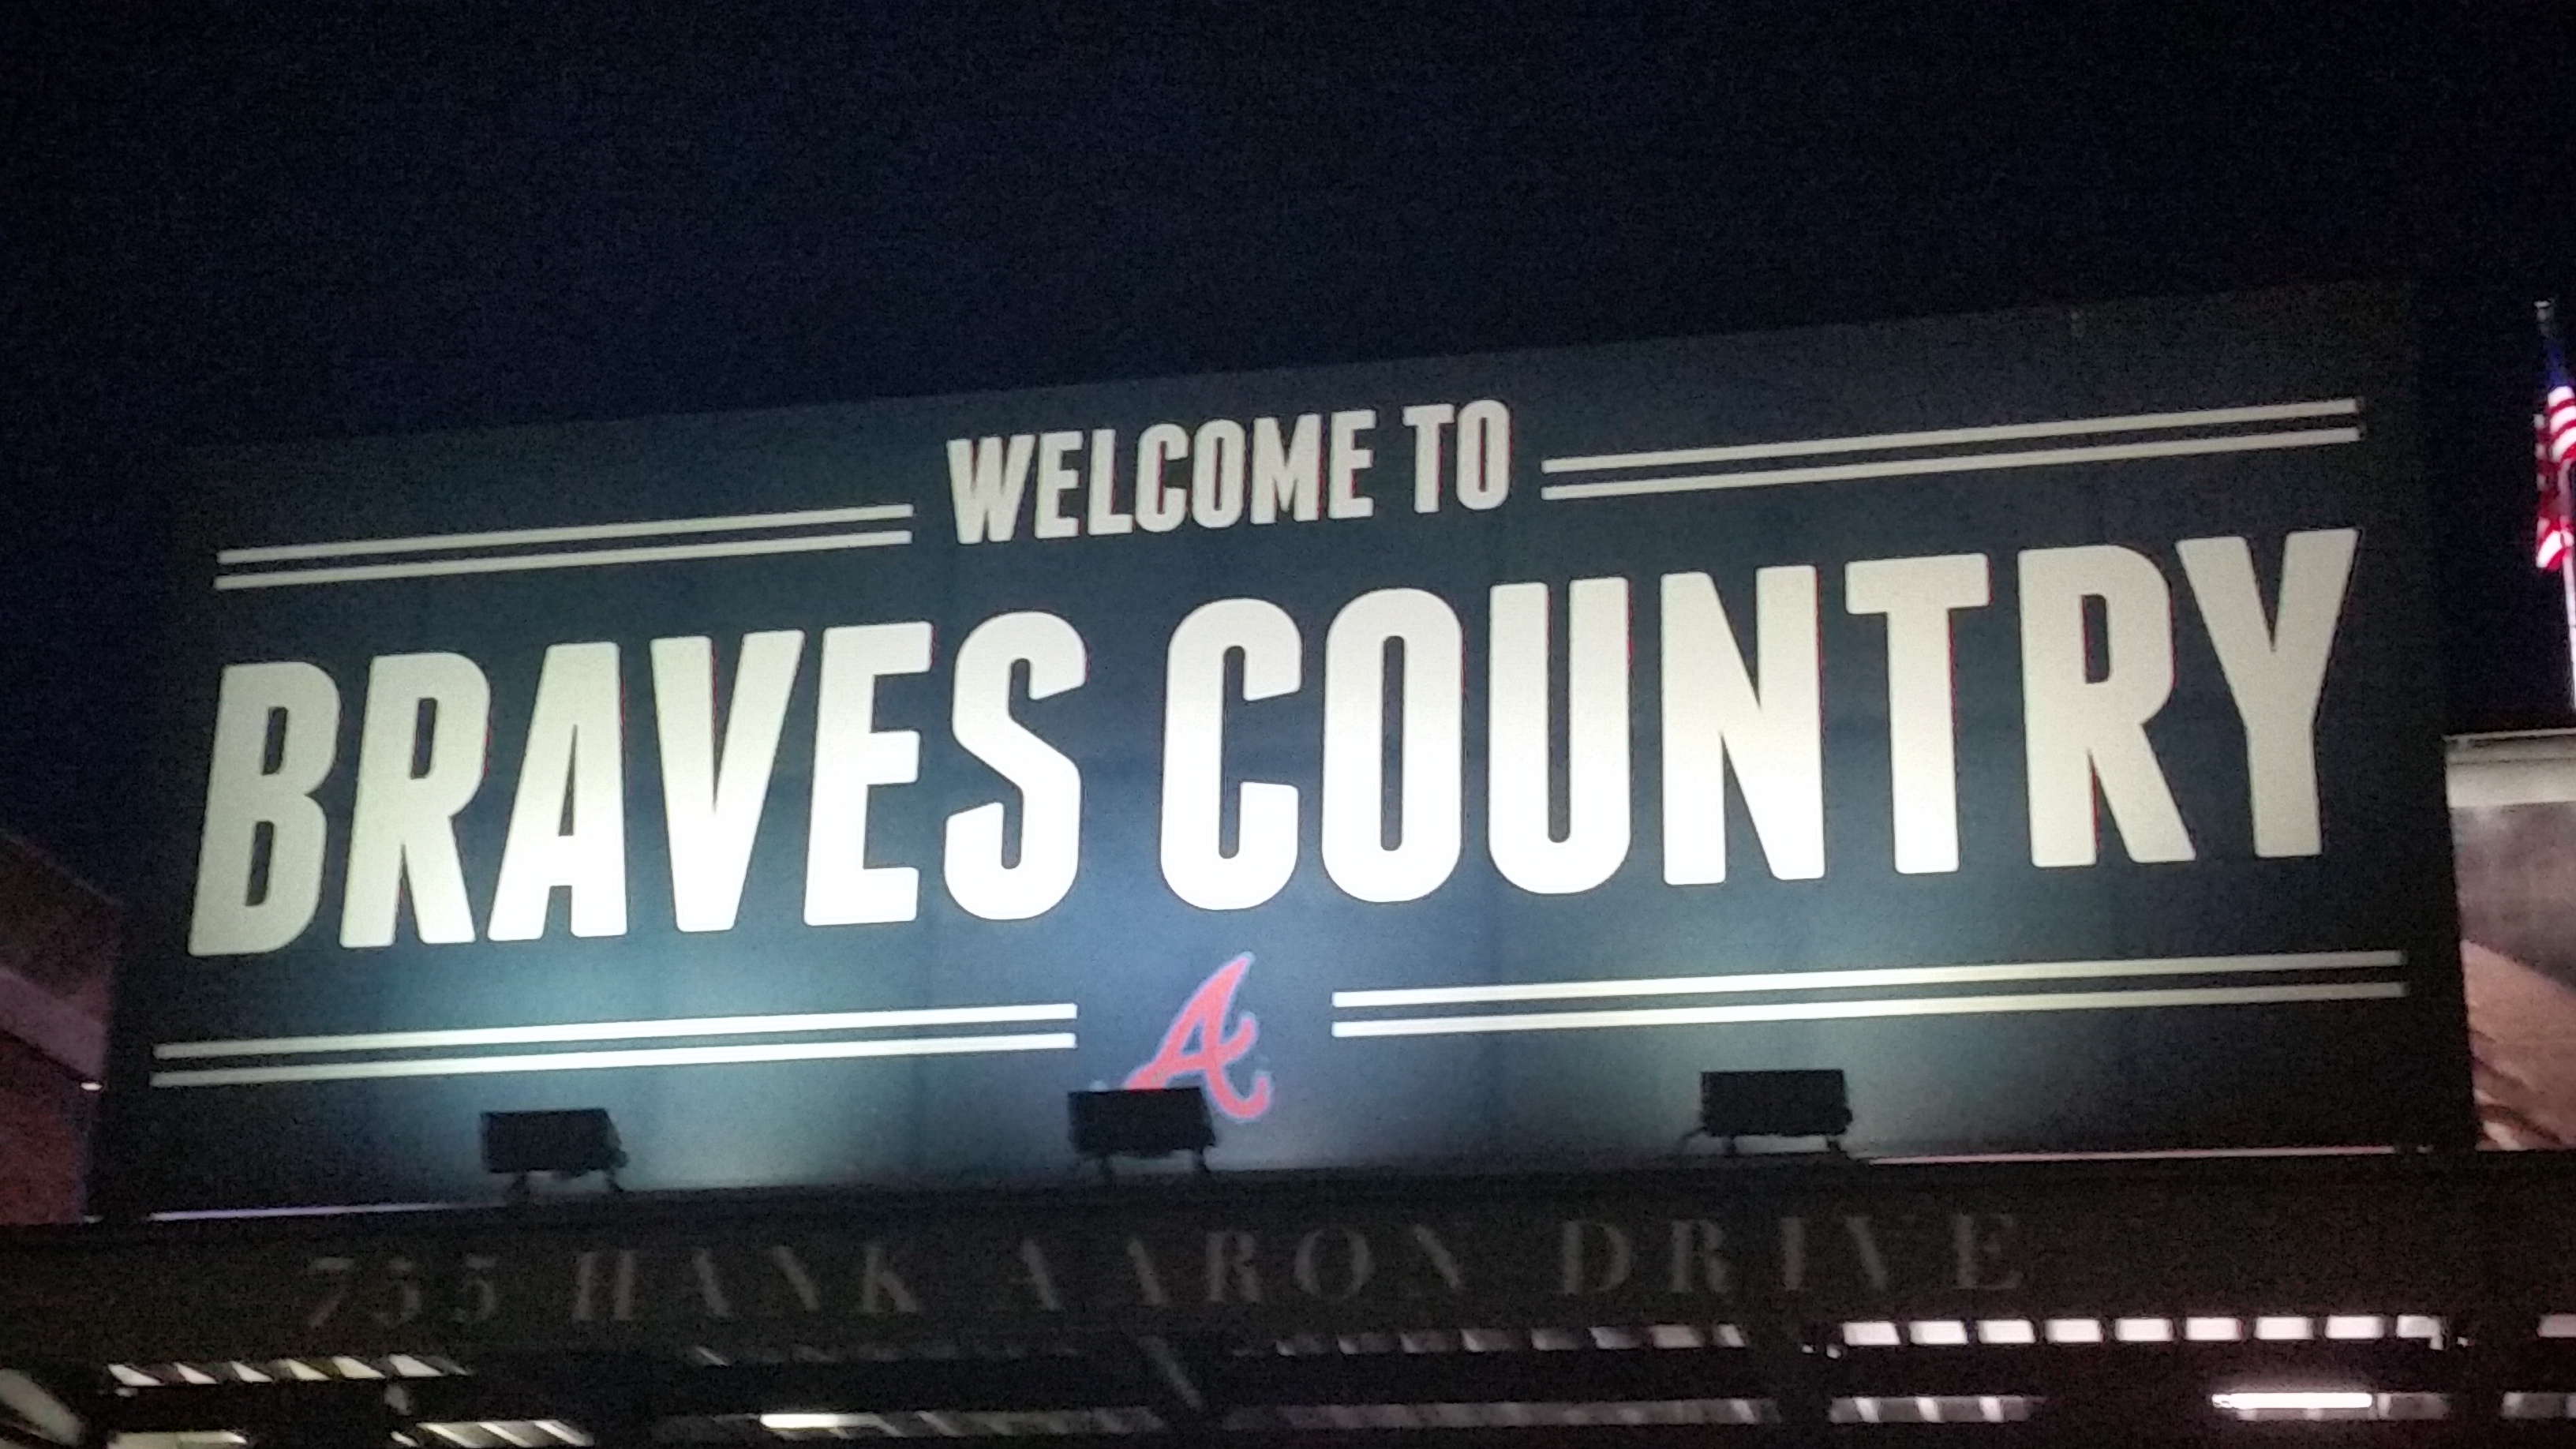 WELCOME TO
BRAVES COUNTRY
A
755 HANK AARON DRIVE